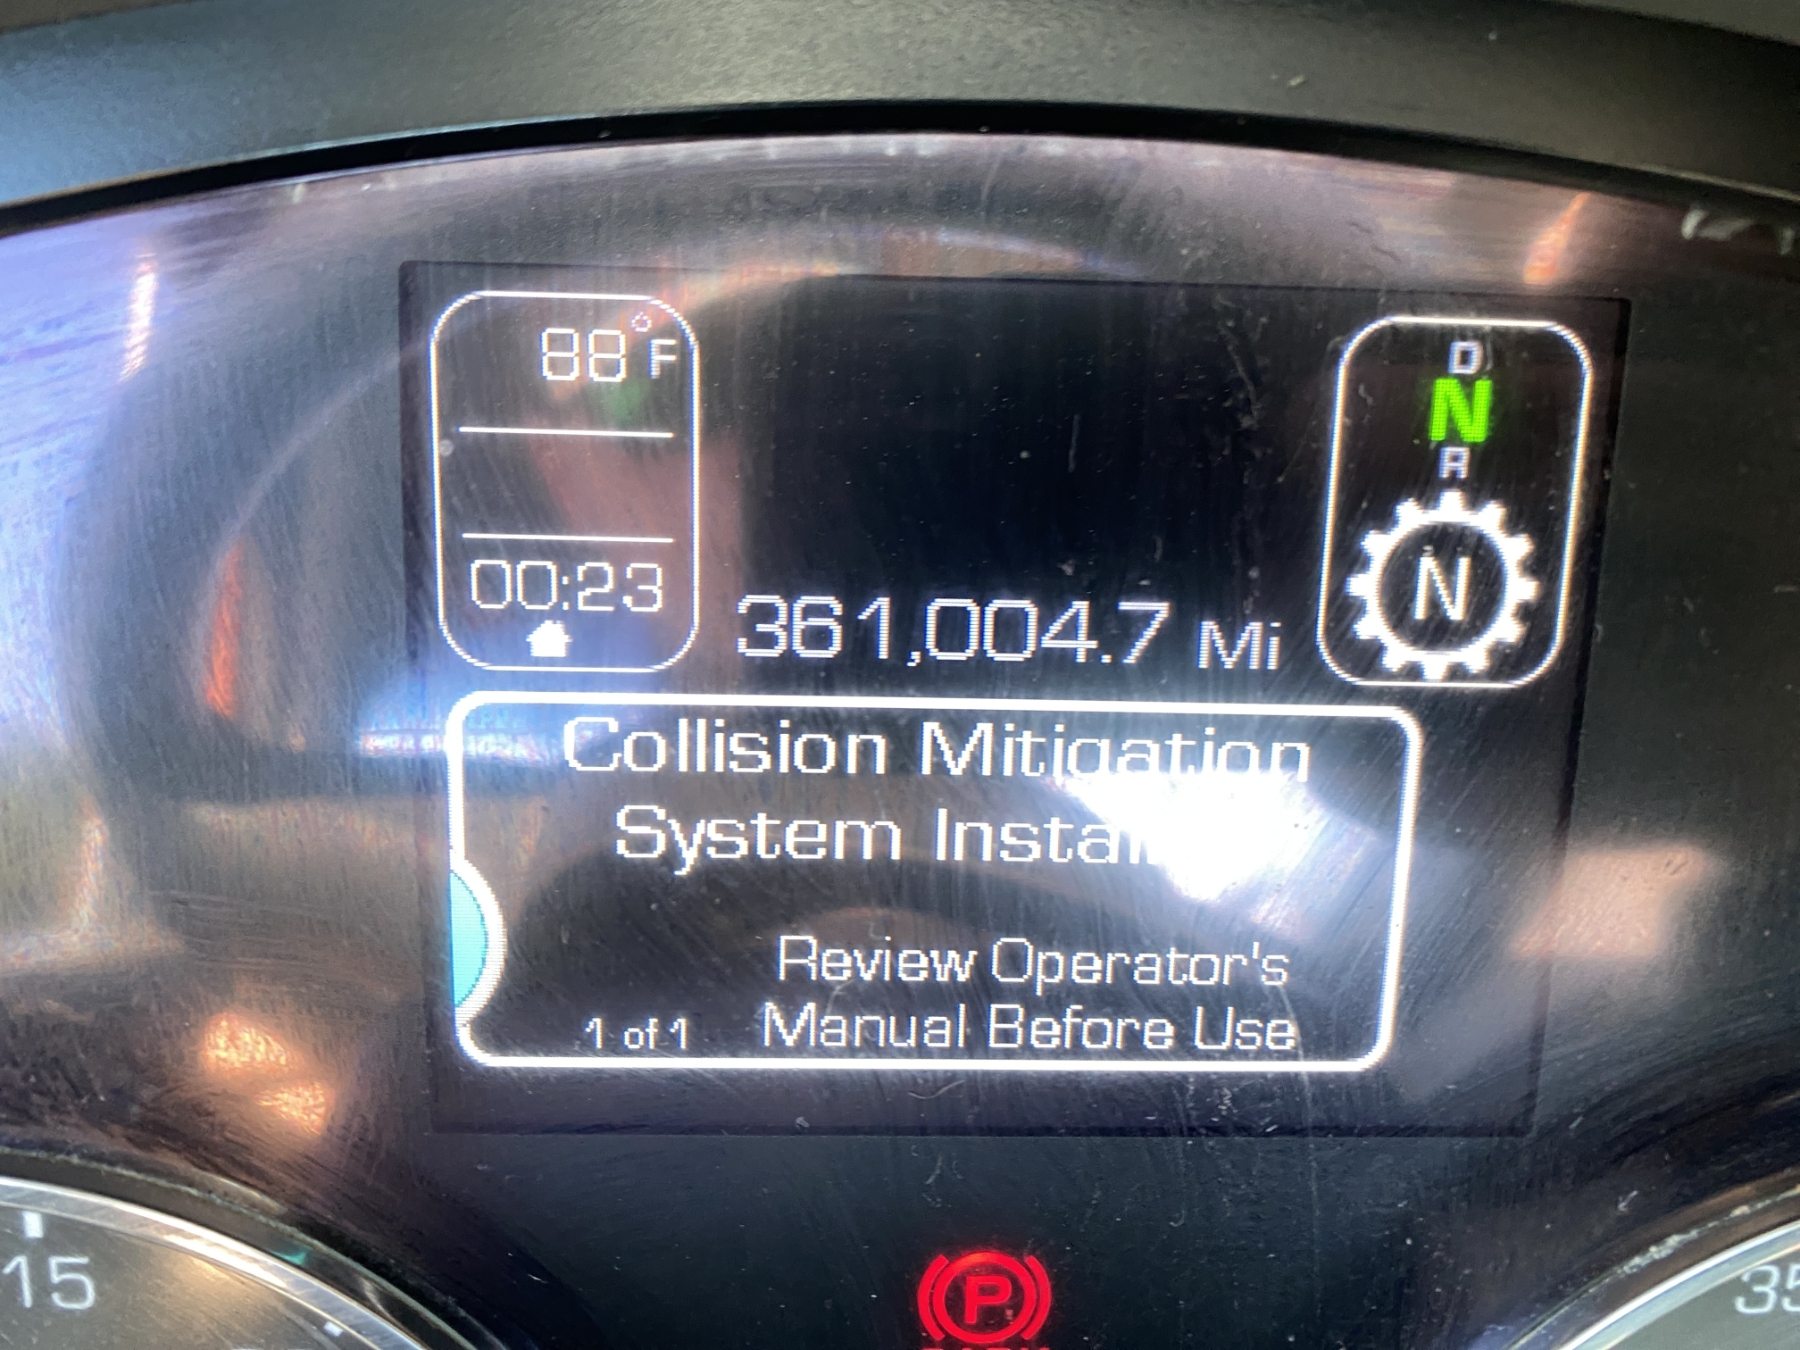 88°F
00:23
361,004.7 Mi
D
N
R
N
Collision Mitigation
System
Review Operator's
1 of 1 Manual Before Use
P
15
35